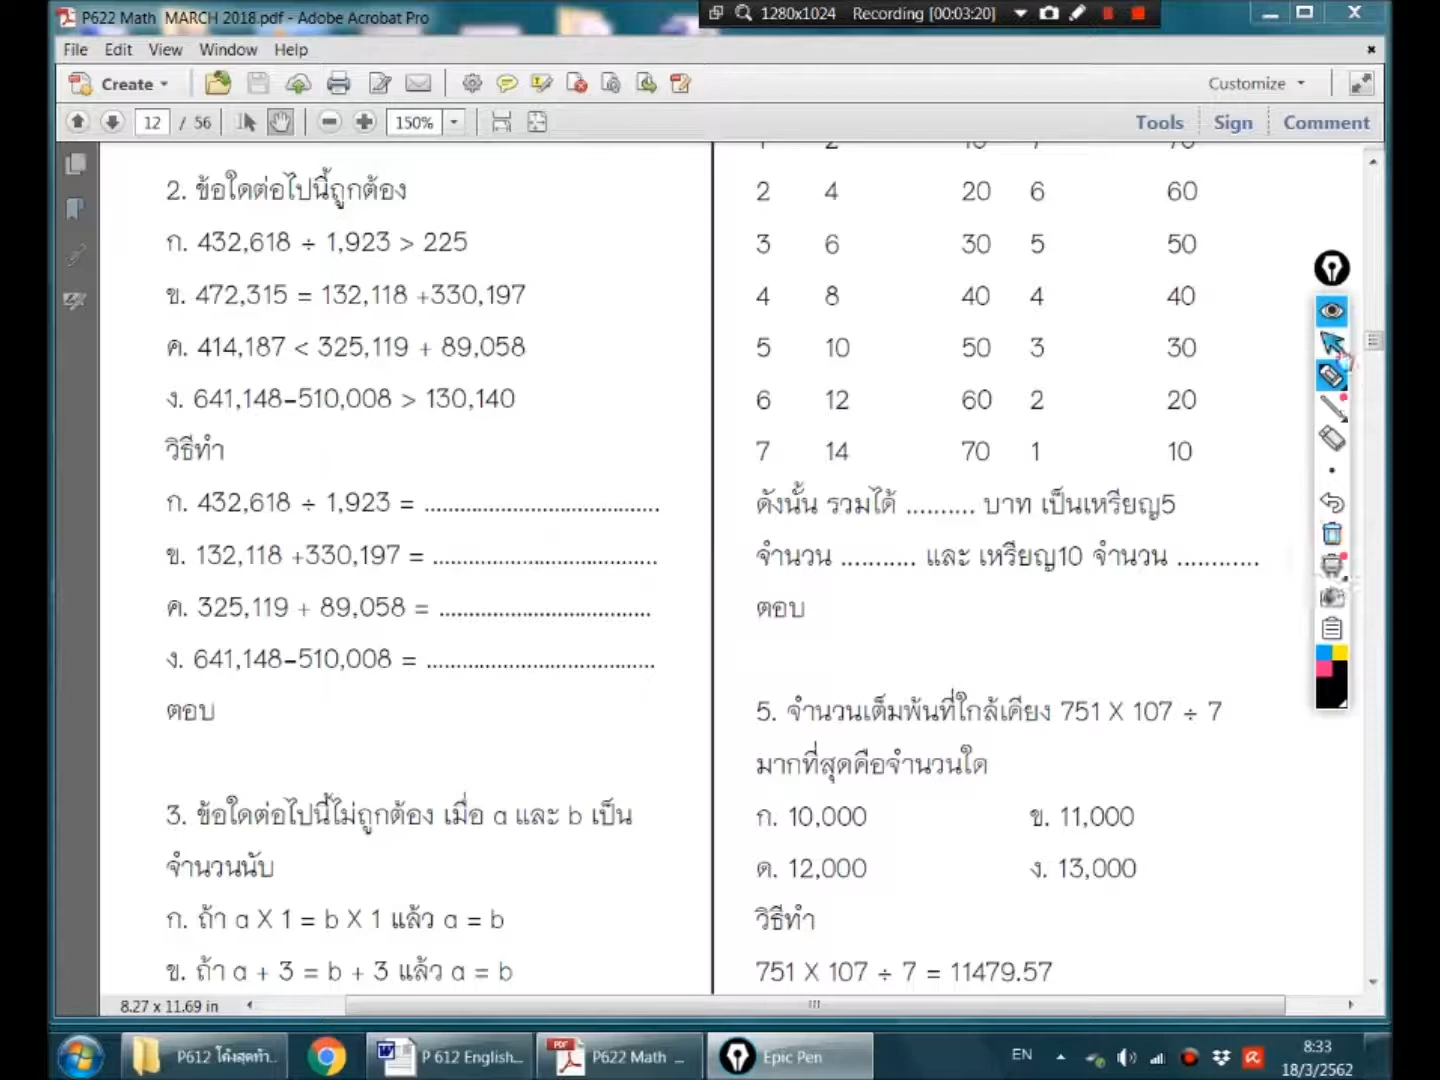 P622 Math MARCH 2018.pdf - Adobe Acrobat Pro
1280x1024 Recording [00:03:20]
File Edit View Window Help
Create
Customize
12 / 56
150%
Tools Sign Comment
2. ข้อใดต่อไปนี้ถูกต้อง
ก. 432,618 ÷ 1,923 > 225
ข. 472,315 = 132,118 +330,197
ค. 414,187 < 325,119 + 89,058
ง. 641,148-510,008 > 130,140
วิธีทำ
ก. 432,618 ÷ 1,923 = .......................................
ข. 132,118 +330,197 = ......................................
ค. 325,119 + 89,058 = ...................................
ง. 641,148-510,008 = ......................................
ตอบ
3. ข้อใดต่อไปนี้ไม่ถูกต้อง เมื่อ a และ b เป็น
จำนวนนับ
ก. ถ้า a X 1 = b X 1 แล้ว a = b
ข. ถ้า a + 3 = b + 3 แล้ว a = b
2 4 20 6 60
3 6 30 5 50
4 8 40 4 40
5 10 50 3 30
6 12 60 2 20
7 14 70 1 10
ดังนั้น รวมได้ .......... บาท เป็นเหรียญ5
จำนวน ........... และ เหรียญ10 จำนวน ............
ตอบ
5. จำนวนเต็มพันที่ใกล้เคียง 751 X 107 ÷ 7
มากที่สุดคือจำนวนใด
ก. 10,000 ข. 11,000
ด. 12,000 ง. 13,000
วิธีทำ
751 X 107 ÷ 7 = 11479.57
8.27 x 11.69 in
P612 โค้งสุดท้า...
P 612 English...
P622 Math ...
Epic Pen
EN
8:33
18/3/2562